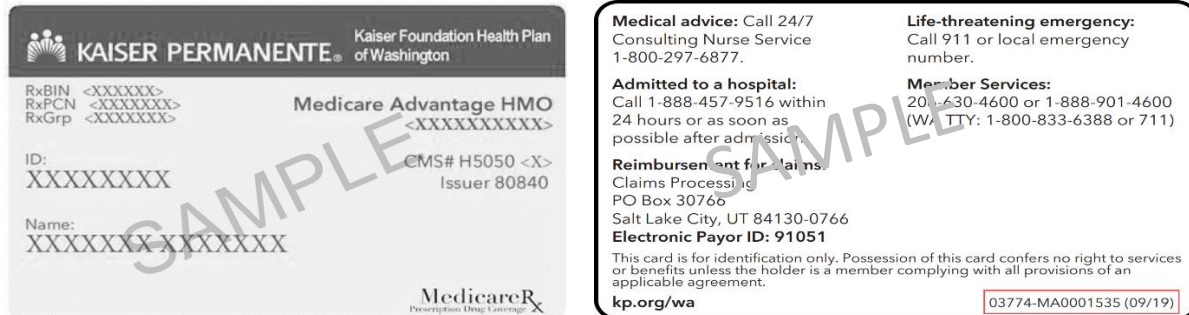 KAISER PERMANENTE®
Kaiser Foundation Health Plan
of Washington
RxBIN <XXXXXX>
RxPCN <XXXXXXX>
RxGrp <XXXXXXX>
Medicare Advantage HMO
<XXXXXXXXXX>
ID:
XXXXXXXX
CMS# H5050 <X>
Issuer 80840
Name:
XXXXXXX XXXXXXX
SAMPLE
MedicareRx
Prescription Drug Coverage
Medical advice: Call 24/7
Consulting Nurse Service
1-800-297-6877.
Admitted to a hospital:
Call 1-888-457-9516 within
24 hours or as soon as
possible after admission.
Reimbursement for claims:
Claims Processing
PO Box 30766
Salt Lake City, UT 84130-0766
Electronic Payor ID: 91051
Life-threatening emergency:
Call 911 or local emergency
number.
Member Services:
206-630-4600 or 1-888-901-4600
(WA TTY: 1-800-833-6388 or 711)
SAMPLE
This card is for identification only. Possession of this card confers no right to services
or benefits unless the holder is a member complying with all provisions of an
applicable agreement.
kp.org/wa
03774-MA0001535 (09/19)